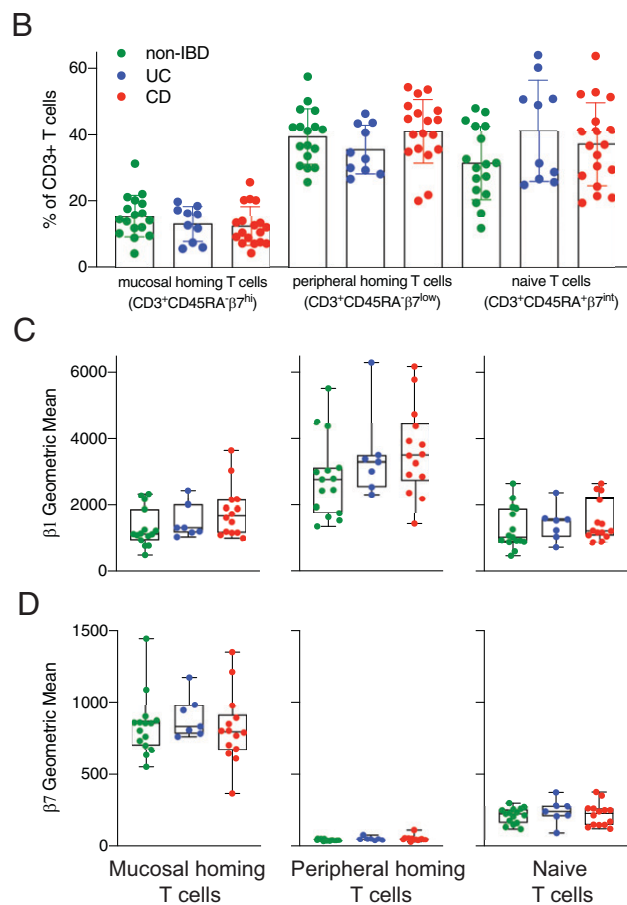 B
non-IBD
UC
CD
% of CD3+ T cells
60
40
20
0
mucosal homing T cells
(CD3⁺CD45RA⁻β7ʰⁱ)
peripheral homing T cells
(CD3⁺CD45RA⁻β7ˡᵒʷ)
naive T cells
(CD3⁺CD45RA⁺β7ⁱⁿᵗ)
C
β1 Geometric Mean
6000
4000
2000
0
D
β7 Geometric Mean
1500
1000
500
0
Mucosal homing
T cells
Peripheral homing
T cells
Naive
T cells